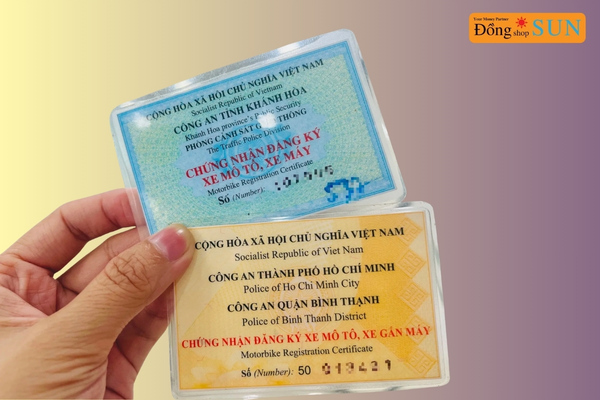 Your Money Partner
Đồng shop SUN
CỘNG HÒA XÃ HỘI CHỦ NGHĨA VIỆT NAM
Socialist Republic of Vietnam
CÔNG AN TỈNH KHÁNH HÒA
Khanh Hoa province's Public Security
PHÒNG CẢNH SÁT GIAO THÔNG
The Traffic Police Division
CHỨNG NHẬN ĐĂNG KÝ
XE MÔ TÔ, XE MÁY
Motorbike Registration Certificate
Số (Number):
CỘNG HÒA XÃ HỘI CHỦ NGHĨA VIỆT NAM
Socialist Republic of Viet Nam
CÔNG AN THÀNH PHỐ HỒ CHÍ MINH
Police of Ho Chi Minh City
CÔNG AN QUẬN BÌNH THẠNH
Police of Binh Thanh District
CHỨNG NHẬN ĐĂNG KÝ XE MÔ TÔ, XE GẮN MÁY
Motorbike Registration Certificate
Số (Number): 50